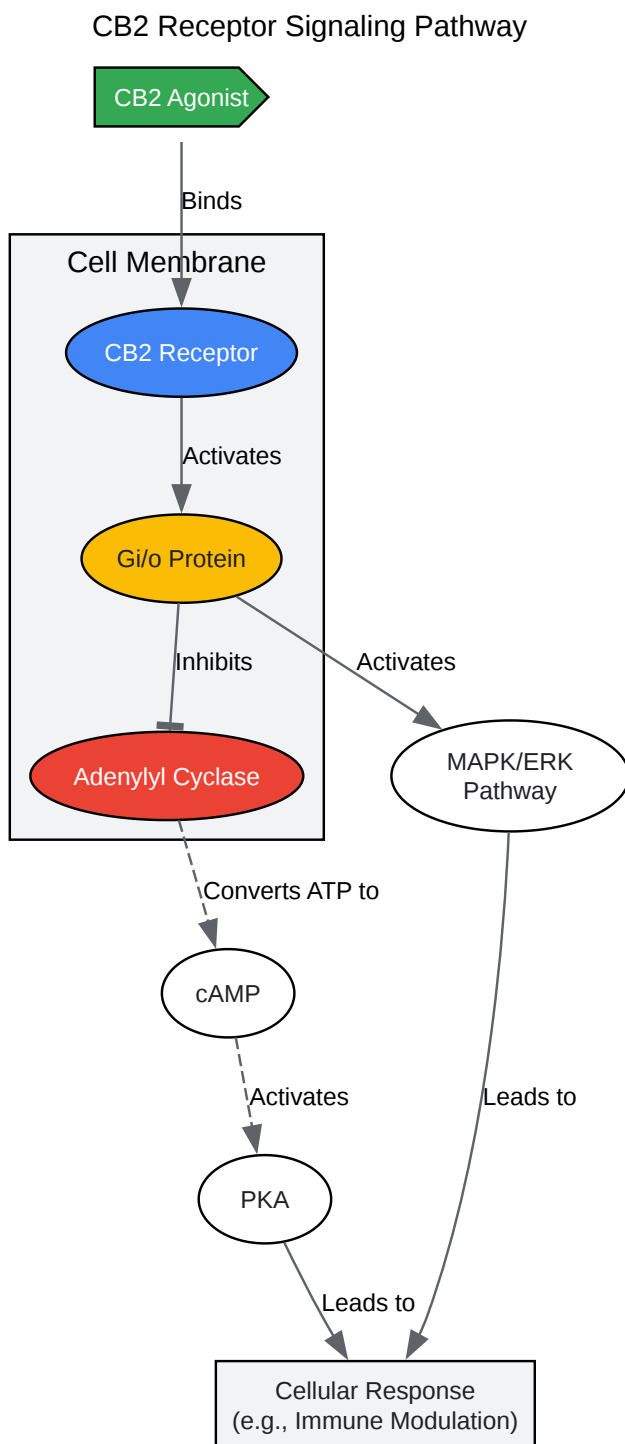 CB2 Receptor Signaling Pathway
CB2 Agonist
Binds
Cell Membrane
CB2 Receptor
Activates
Gi/o Protein
Inhibits
Activates
Adenylyl Cyclase
MAPK/ERK
Pathway
Converts ATP to
cAMP
Activates
Leads to
PKA
Leads to
Cellular Response
(e.g., Immune Modulation)